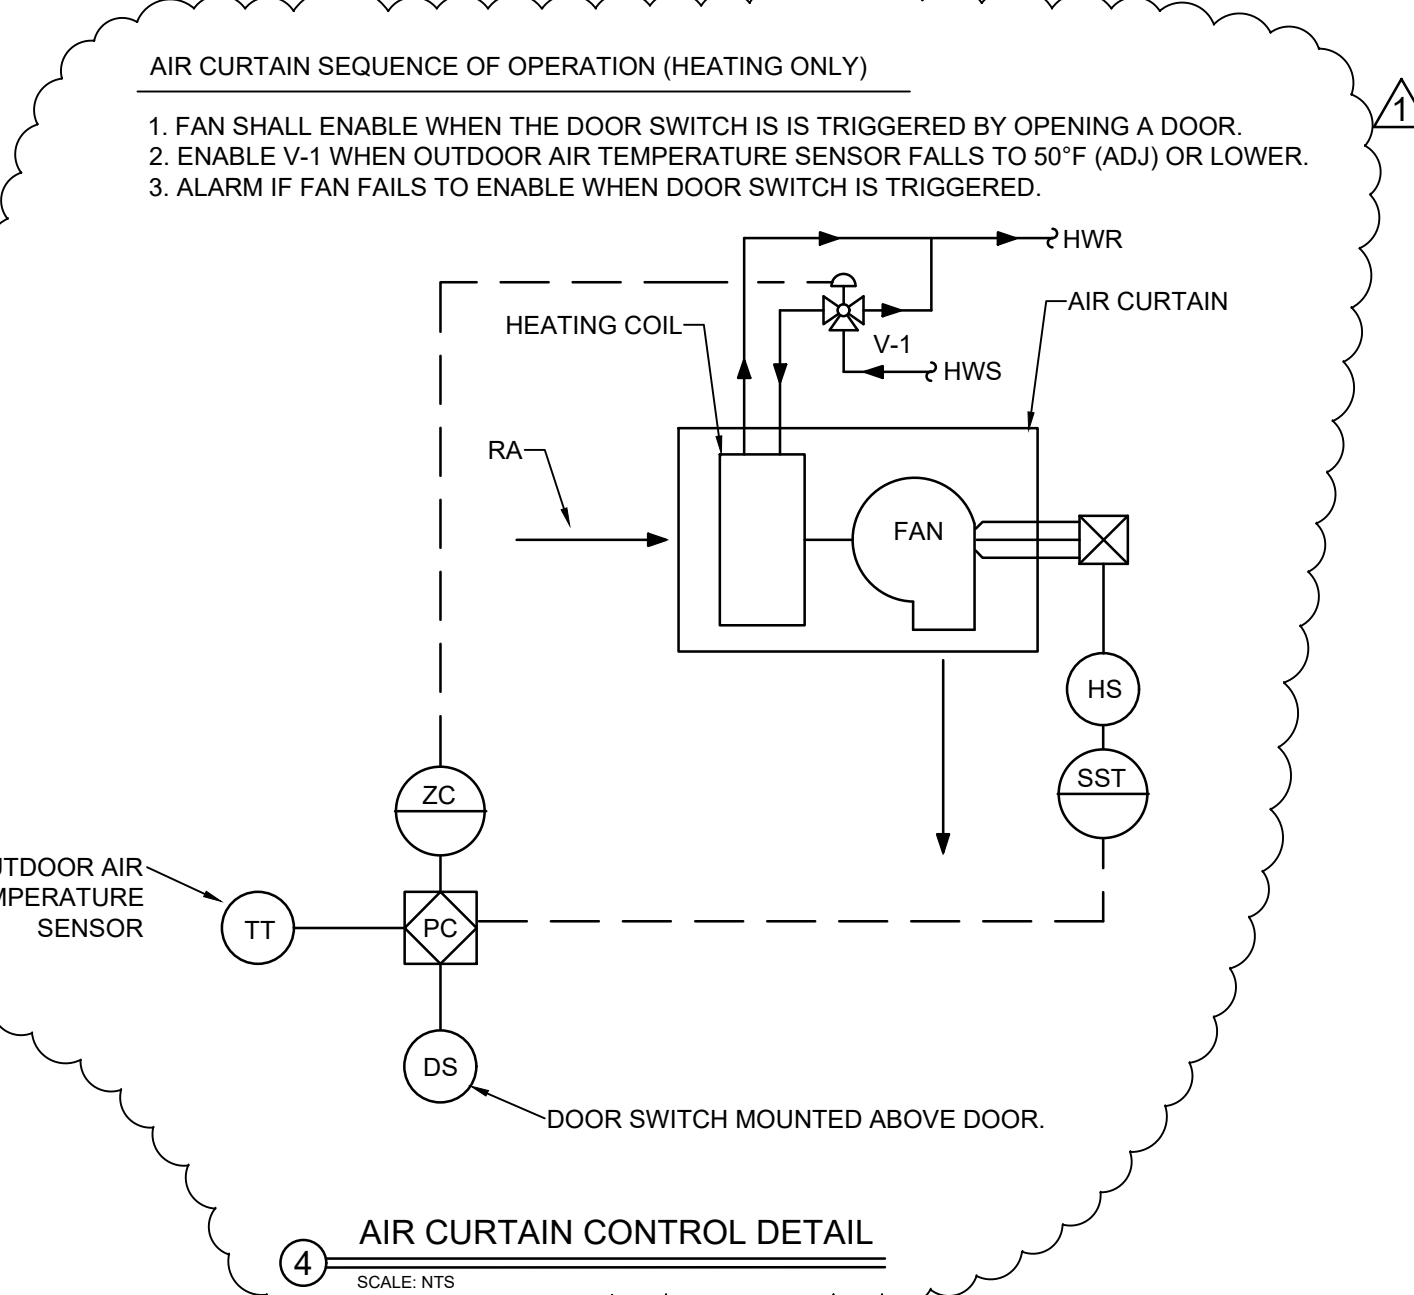 AIR CURTAIN SEQUENCE OF OPERATION (HEATING ONLY)
1
1. FAN SHALL ENABLE WHEN THE DOOR SWITCH IS IS TRIGGERED BY OPENING A DOOR.
2. ENABLE V-1 WHEN OUTDOOR AIR TEMPERATURE SENSOR FALLS TO 50°F (ADJ) OR LOWER.
3. ALARM IF FAN FAILS TO ENABLE WHEN DOOR SWITCH IS TRIGGERED.
HWR
AIR CURTAIN
HEATING COIL
V-1
HWS
RA
FAN
HS
SST
ZC
UTDOOR AIR
MPERATURE
SENSOR
TT
PC
DS
DOOR SWITCH MOUNTED ABOVE DOOR.
AIR CURTAIN CONTROL DETAIL
4
SCALE: NTS